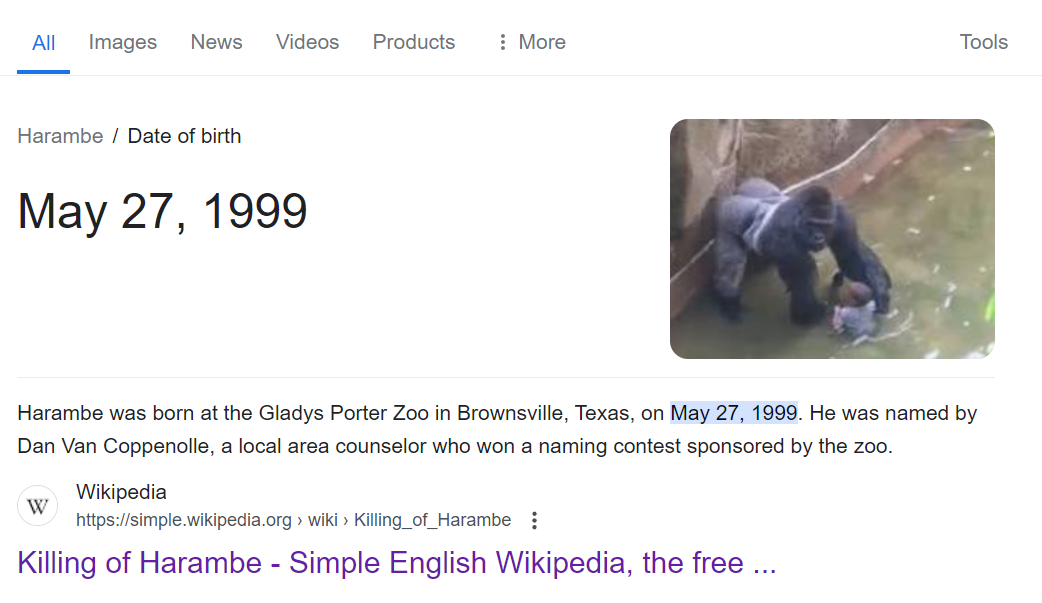 All Images News Videos Products ⋮ More Tools
Harambe / Date of birth
May 27, 1999
Harambe was born at the Gladys Porter Zoo in Brownsville, Texas, on May 27, 1999. He was named by
Dan Van Coppenolle, a local area counselor who won a naming contest sponsored by the zoo.
W
Wikipedia
https://simple.wikipedia.org › wiki › Killing_of_Harambe ⋮
Killing of Harambe - Simple English Wikipedia, the free ...